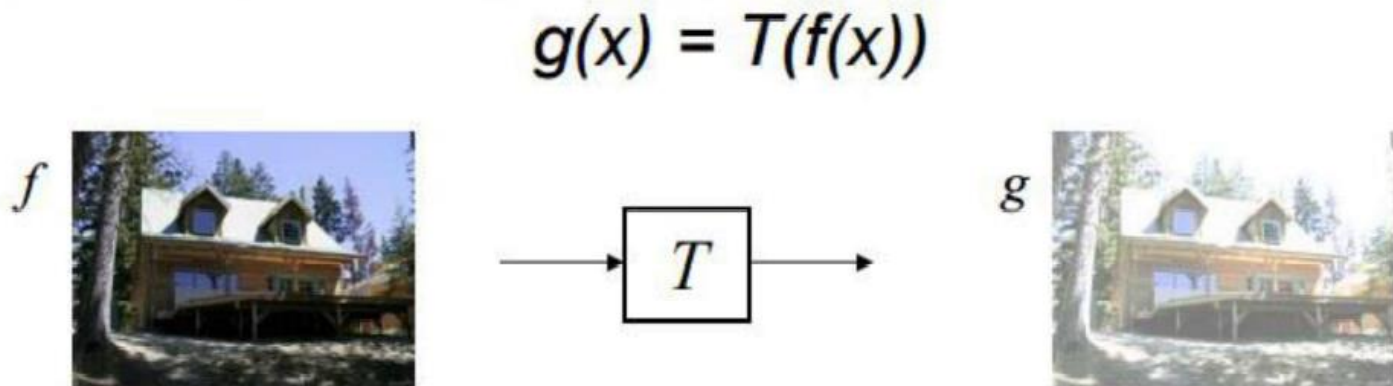 g(x) = T(f(x))
f
T
g